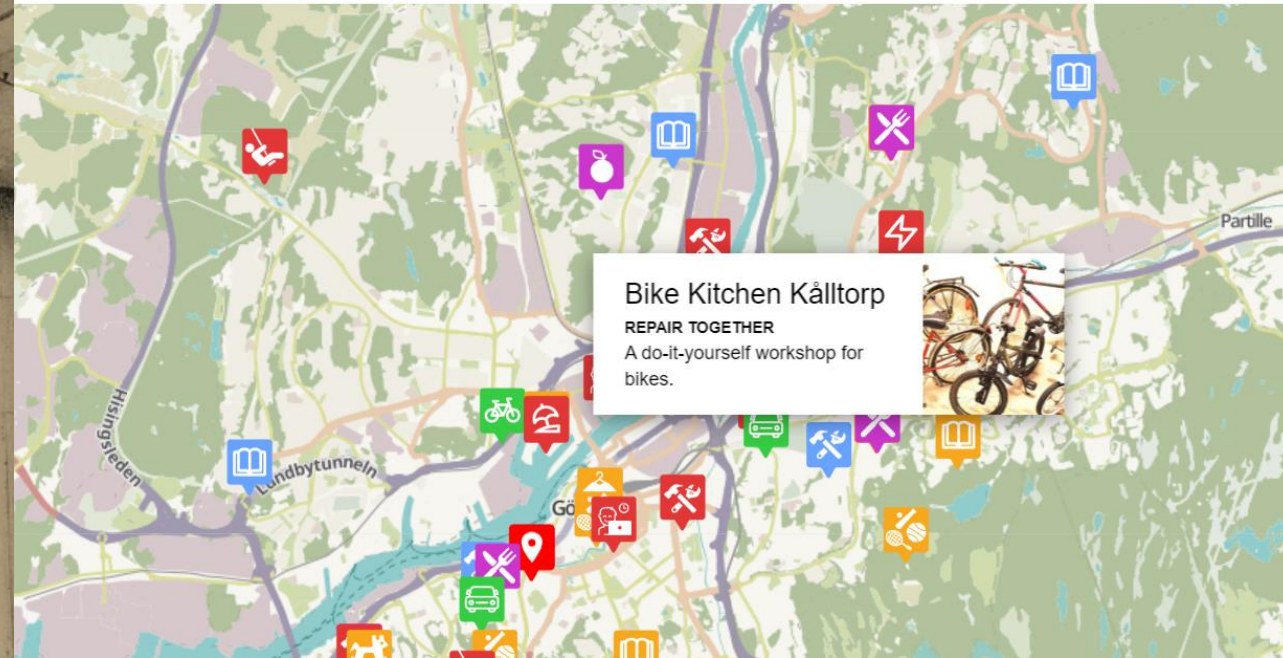 Partille
Bike Kitchen Kålltorp
REPAIR TOGETHER
A do-it-yourself workshop for
bikes.
Hisingsleden
Lundbytunneln
Gö